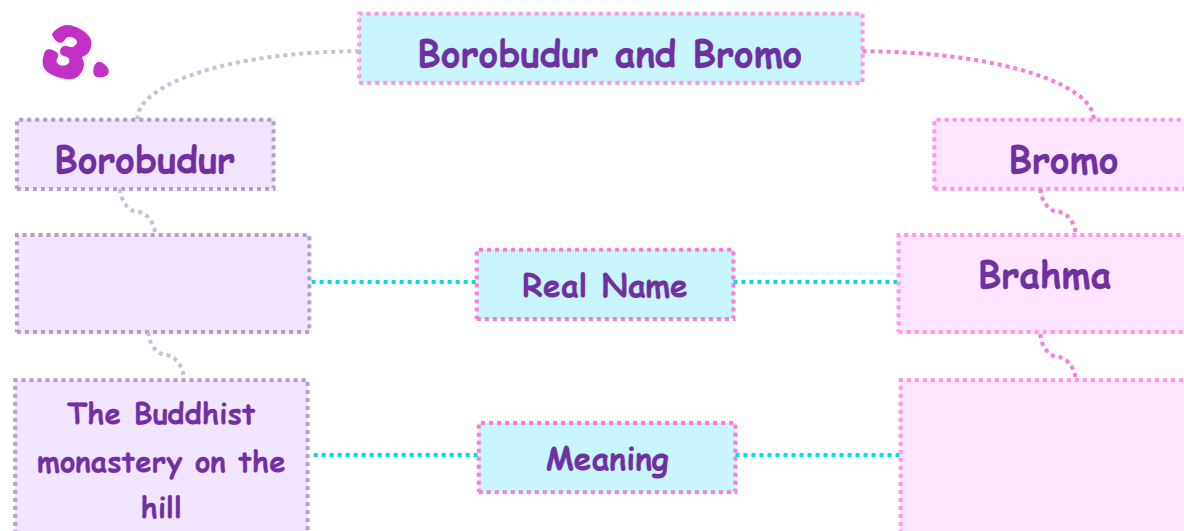 3.
Borobudur and Bromo
Borobudur
Bromo
Real Name
Brahma
The Buddhist
monastery on the
hill
Meaning